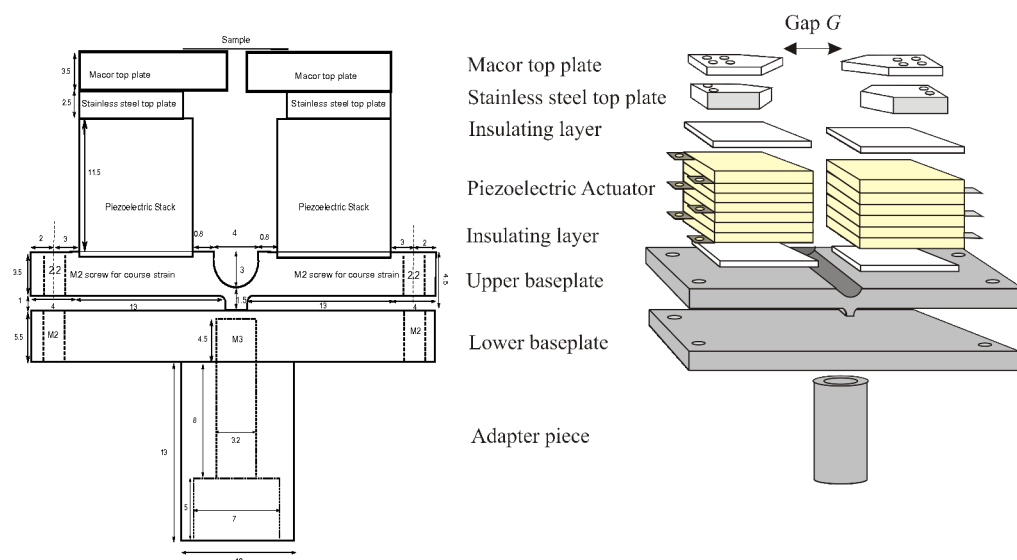 Sample
3.5
Macor top plate
Macor top plate
2.5
Stainless steel top plate
Stainless steel top plate
11.5
Piezoelectric Stack
Piezoelectric Stack
2
3
0.8
4
0.8
3
2
3.5
2.2
M2 screw for course strain
3
M2 screw for course strain
2.2
4.5
1
4
13
1.5
13
4
5.5
M2
4.5
M3
M2
13
8
3.2
5
7
Gap G
Macor top plate
Stainless steel top plate
Insulating layer
Piezoelectric Actuator
Insulating layer
Upper baseplate
Lower baseplate
Adapter piece